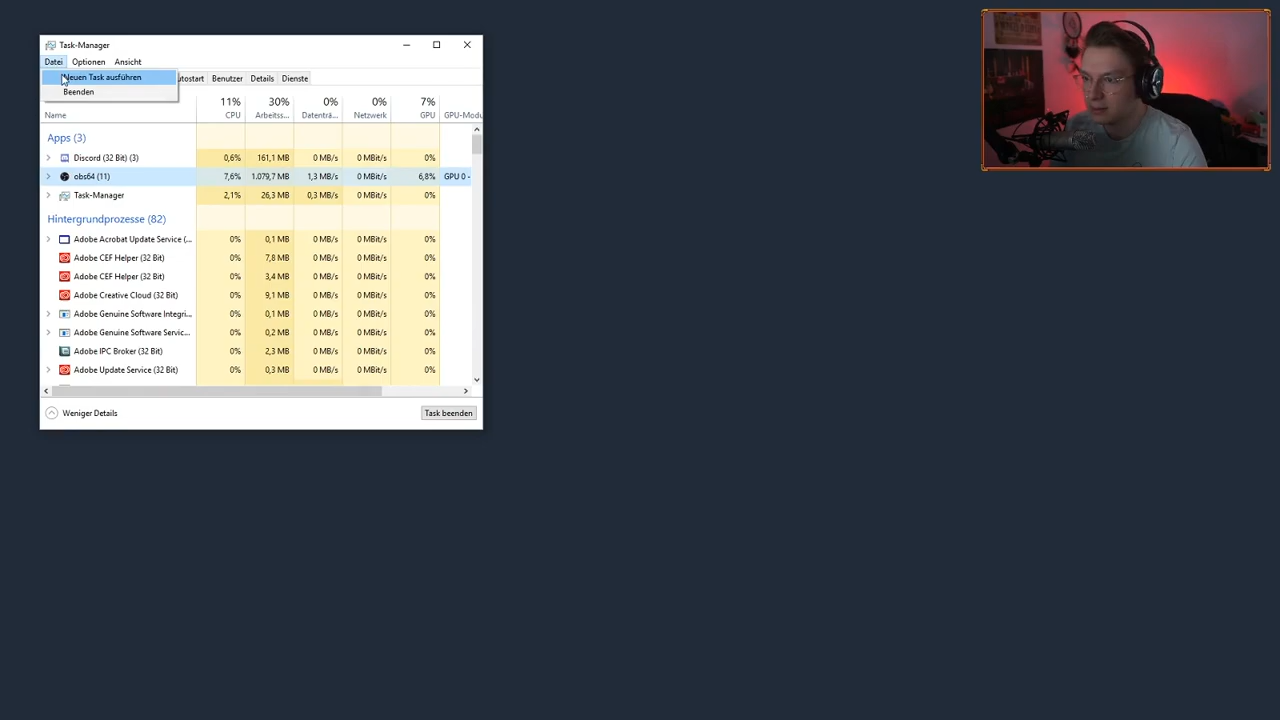 Task-Manager
Datei Optionen Ansicht
Neuen Task ausführen
Beenden
utostart Benutzer Details Dienste
11% 30% 0% 0% 7%
Name CPU Arbeitss... Datenträ... Netzwerk GPU GPU-Modu
Apps (3)
Discord (32 Bit) (3) 0,6% 161,1 MB 0 MB/s 0 MBit/s 0%
obs64 (11) 7,6% 1.079,7 MB 1,3 MB/s 0 MBit/s 6,8% GPU 0 -
Task-Manager 2,1% 26,3 MB 0,3 MB/s 0 MBit/s 0%
Hintergrundprozesse (82)
Adobe Acrobat Update Service (... 0% 0,1 MB 0 MB/s 0 MBit/s 0%
Adobe CEF Helper (32 Bit) 0% 7,8 MB 0 MB/s 0 MBit/s 0%
Adobe CEF Helper (32 Bit) 0% 3,4 MB 0 MB/s 0 MBit/s 0%
Adobe Creative Cloud (32 Bit) 0% 9,1 MB 0 MB/s 0 MBit/s 0%
Adobe Genuine Software Integri... 0% 0,1 MB 0 MB/s 0 MBit/s 0%
Adobe Genuine Software Servic... 0% 0,2 MB 0 MB/s 0 MBit/s 0%
Adobe IPC Broker (32 Bit) 0% 2,3 MB 0 MB/s 0 MBit/s 0%
Adobe Update Service (32 Bit) 0% 0,3 MB 0 MB/s 0 MBit/s 0%
Weniger Details Task beenden